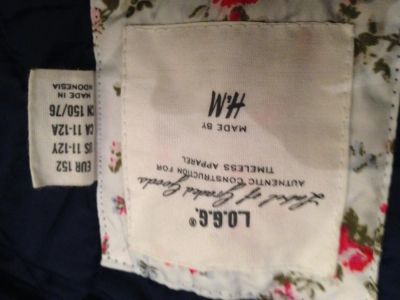 L.O.G.G.®
Label of Graded Goods
AUTHENTIC CONSTRUCTION FOR
TIMELESS APPAREL
MADE BY
H.M
EUR 152
US 11-12Y
CA 11-12A
CN 150/76
MADE IN
INDONESIA